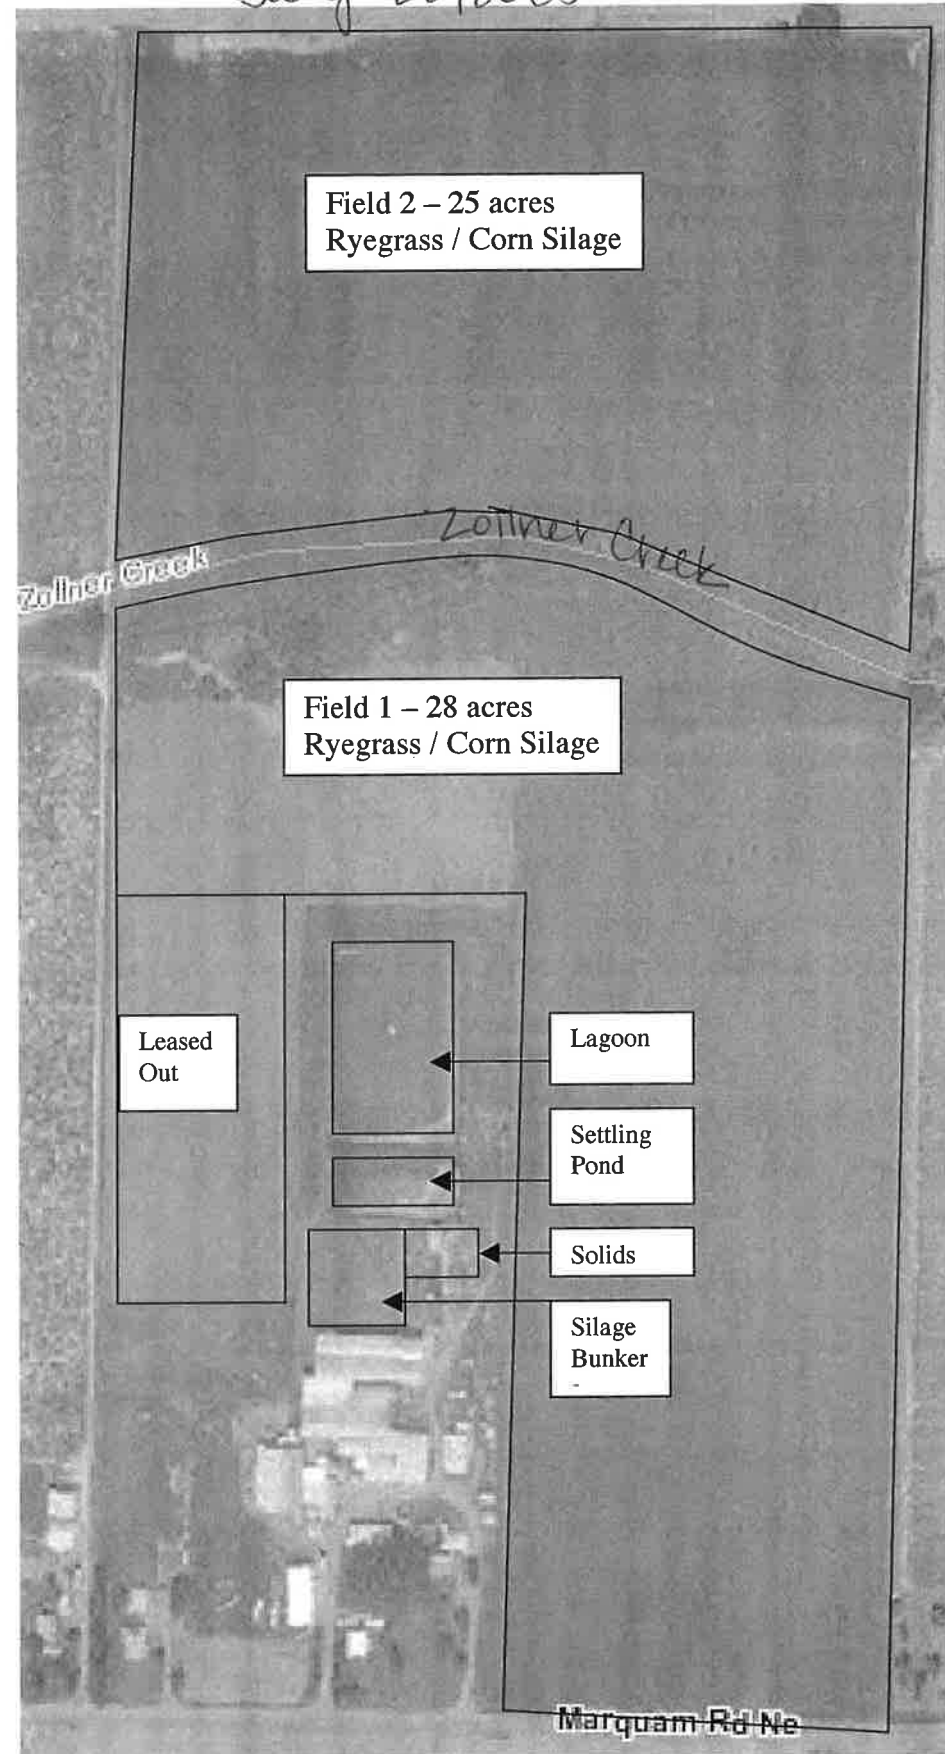 Field 2 – 25 acres
Ryegrass / Corn Silage
Zollner Creek
Zollner Creek
Field 1 – 28 acres
Ryegrass / Corn Silage
Leased
Out
Lagoon
Settling
Pond
Solids
Silage
Bunker
Marquam Rd Ne